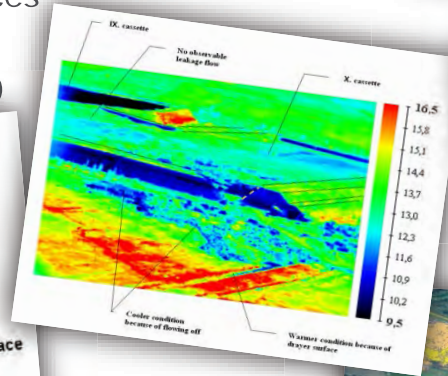 ces
)
IX. cassette
No observable
leakage flow
X. cassette
16,5
15,8
15,1
14,4
13,7
13,0
12,3
11,6
10,9
10,2
9,5
Cooler condition
because of flowing off
Warmer condition because of
drayer surface
ace